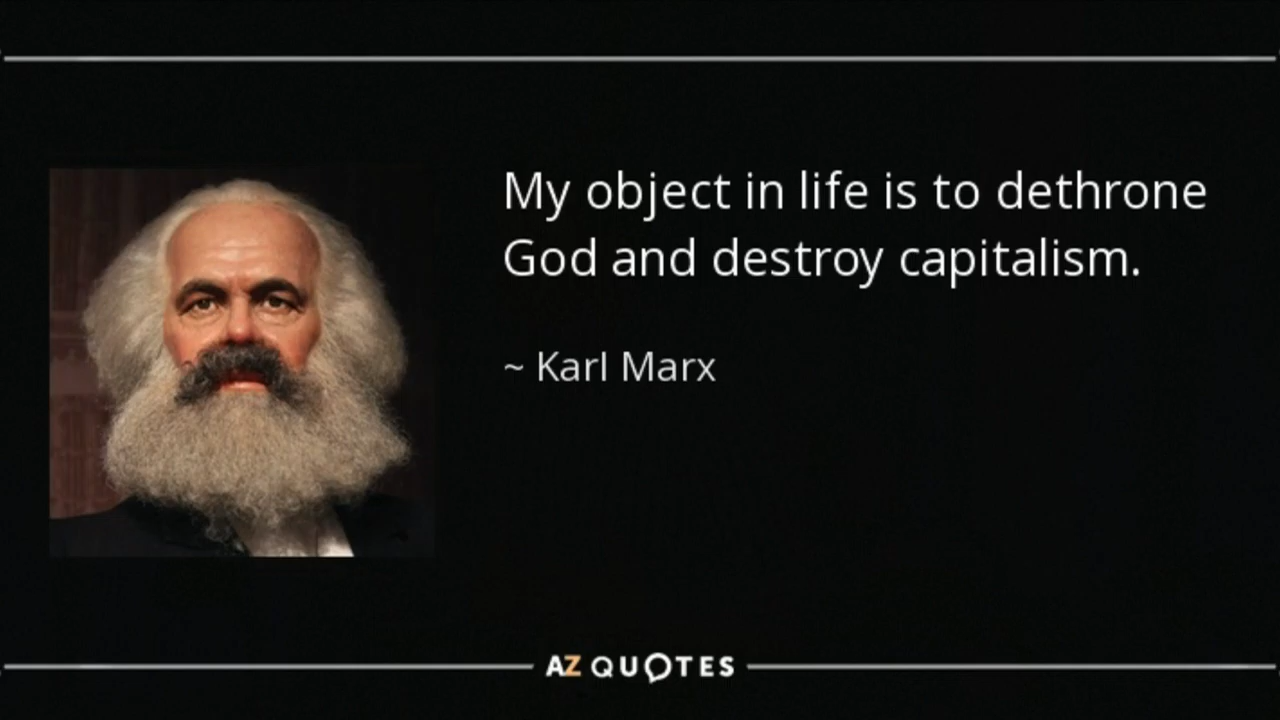 My object in life is to dethrone
God and destroy capitalism.
~ Karl Marx
AZ QUOTES